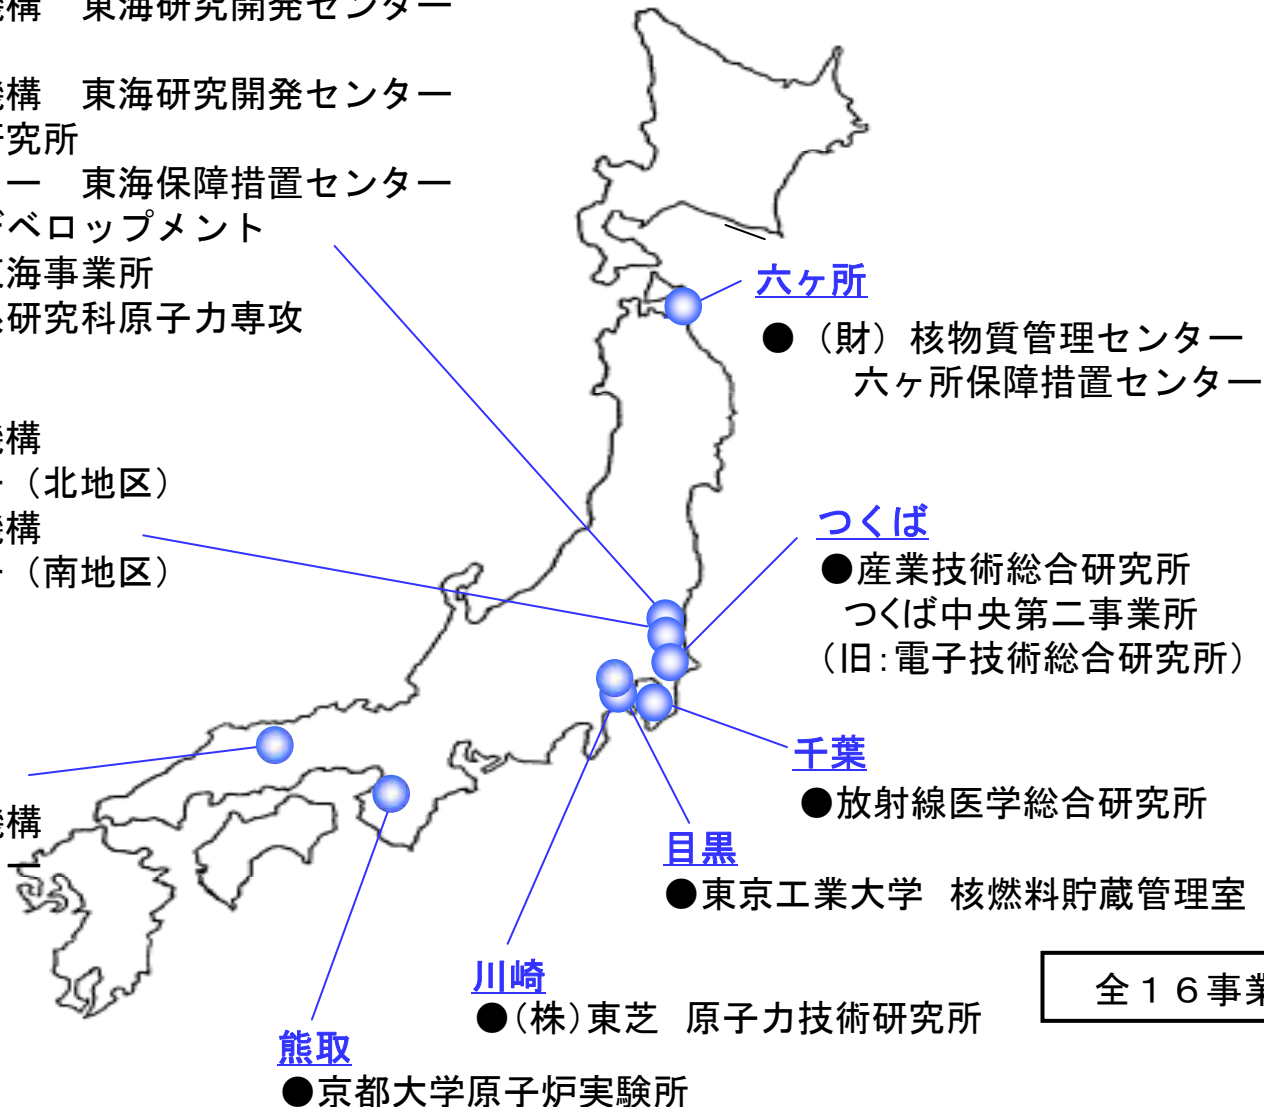 機構　東海研究開発センター
機構　東海研究開発センター
研究所
ー　東海保障措置センター
デベロップメント
東海事業所
系研究科原子力専攻
機構
（北地区）
機構
（南地区）
機構
ー
六ヶ所
●（財）核物質管理センター
六ヶ所保障措置センター
つくば
●産業技術総合研究所
つくば中央第二事業所
（旧：電子技術総合研究所）
千葉
●放射線医学総合研究所
目黒
●東京工業大学　核燃料貯蔵管理室
川崎
●（株）東芝　原子力技術研究所
熊取
●京都大学原子炉実験所
全１６事業